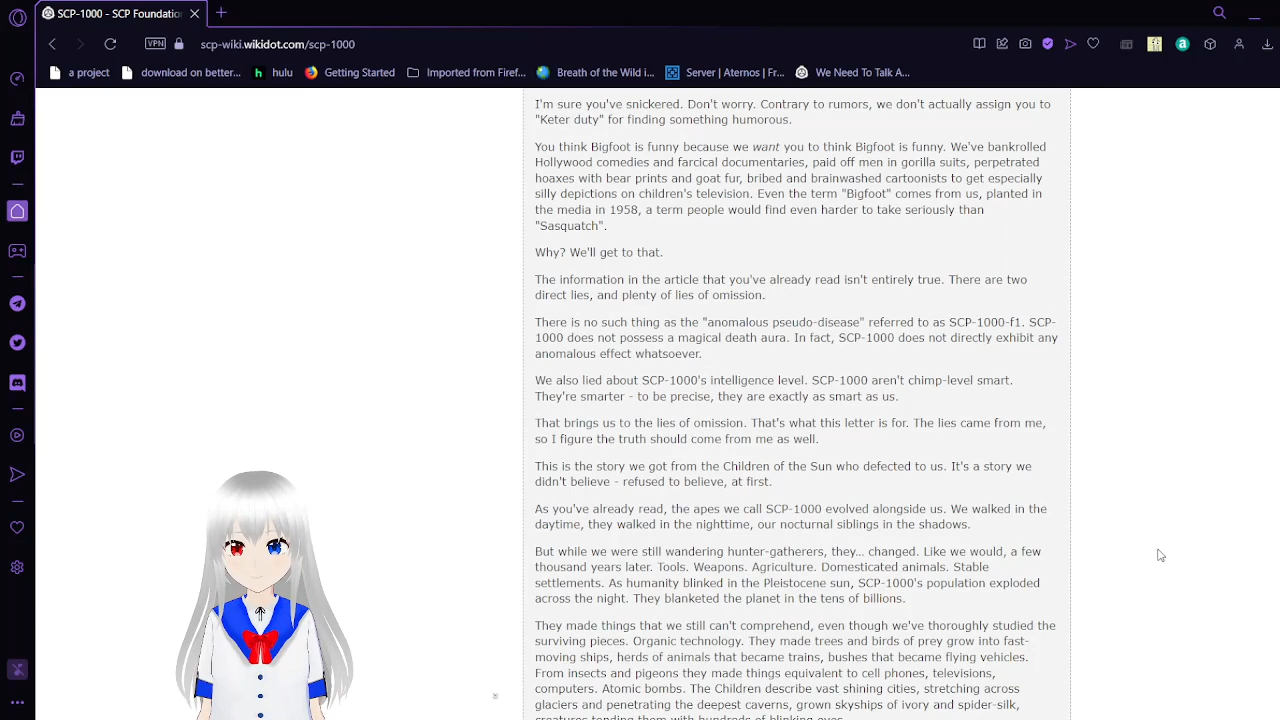 SCP-1000 - SCP Foundation
VPN
scp-wiki.wikidot.com/scp-1000
a project
download on better...
hulu
Getting Started
Imported from Firef...
Breath of the Wild i...
Server | Aternos | Fr...
We Need To Talk A...
I'm sure you've snickered. Don't worry. Contrary to rumors, we don't actually assign you to
"Keter duty" for finding something humorous.
You think Bigfoot is funny because we want you to think Bigfoot is funny. We've bankrolled
Hollywood comedies and farcical documentaries, paid off men in gorilla suits, perpetrated
hoaxes with bear prints and goat fur, bribed and brainwashed cartoonists to get especially
silly depictions on children's television. Even the term "Bigfoot" comes from us, planted in
the media in 1958, a term people would find even harder to take seriously than
"Sasquatch".
Why? We'll get to that.
The information in the article that you've already read isn't entirely true. There are two
direct lies, and plenty of lies of omission.
There is no such thing as the "anomalous pseudo-disease" referred to as SCP-1000-f1. SCP-
1000 does not possess a magical death aura. In fact, SCP-1000 does not directly exhibit any
anomalous effect whatsoever.
We also lied about SCP-1000's intelligence level. SCP-1000 aren't chimp-level smart.
They're smarter - to be precise, they are exactly as smart as us.
That brings us to the lies of omission. That's what this letter is for. The lies came from me,
so I figure the truth should come from me as well.
This is the story we got from the Children of the Sun who defected to us. It's a story we
didn't believe - refused to believe, at first.
As you've already read, the apes we call SCP-1000 evolved alongside us. We walked in the
daytime, they walked in the nighttime, our nocturnal siblings in the shadows.
But while we were still wandering hunter-gatherers, they... changed. Like we would, a few
thousand years later. Tools. Weapons. Agriculture. Domesticated animals. Stable
settlements. As humanity blinked in the Pleistocene sun, SCP-1000's population exploded
across the night. They blanketed the planet in the tens of billions.
They made things that we still can't comprehend, even though we've thoroughly studied the
surviving pieces. Organic technology. They made trees and birds of prey grow into fast-
moving ships, herds of animals that became trains, bushes that became flying vehicles.
From insects and pigeons they made things equivalent to cell phones, televisions,
computers. Atomic bombs. The Children describe vast shining cities, stretching across
glaciers and penetrating the deepest caverns, grown skyships of ivory and spider-silk,
creatures tending them with hundreds of blinking eyes.